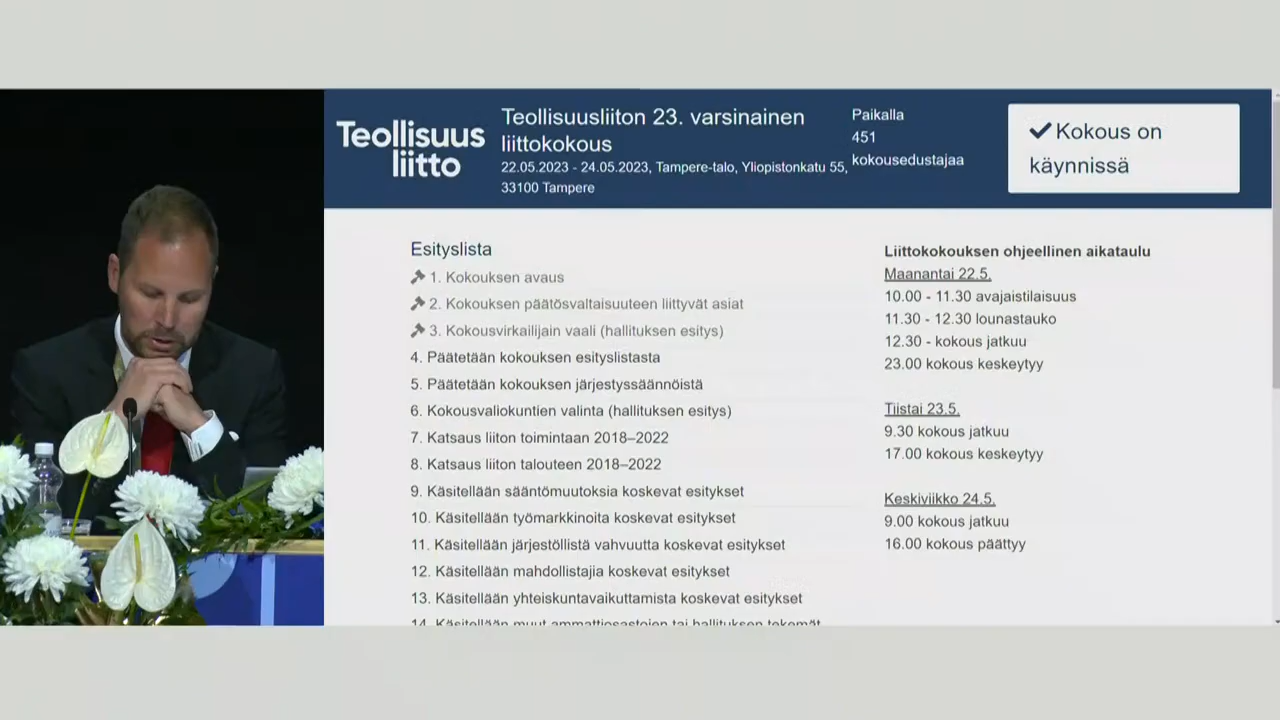 Teollisuus
liitto
Teollisuusliiton 23. varsinainen
liittokokous
22.05.2023 - 24.05.2023, Tampere-talo, Yliopistonkatu 55,
33100 Tampere
Paikalla
451
kokousedustajaa
Kokous on
käynnissä
Esityslista
1. Kokouksen avaus
2. Kokouksen päätösvaltaisuuteen liittyvät asiat
3. Kokousvirkailijain vaali (hallituksen esitys)
4. Päätetään kokouksen esityslistasta
5. Päätetään kokouksen järjestyssäännöistä
6. Kokousvaliokuntien valinta (hallituksen esitys)
7. Katsaus liiton toimintaan 2018–2022
8. Katsaus liiton talouteen 2018–2022
9. Käsitellään sääntömuutoksia koskevat esitykset
10. Käsitellään työmarkkinoita koskevat esitykset
11. Käsitellään järjestöllistä vahvuutta koskevat esitykset
12. Käsitellään mahdollistajia koskevat esitykset
13. Käsitellään yhteiskuntavaikuttamista koskevat esitykset
14. Käsitellään muut ammattiosastojen tai hallituksen tekemät
Liittokokouksen ohjeellinen aikataulu
Maanantai 22.5.
10.00 - 11.30 avajaistilaisuus
11.30 - 12.30 lounastauko
12.30 - kokous jatkuu
23.00 kokous keskeytyy
Tiistai 23.5.
9.30 kokous jatkuu
17.00 kokous keskeytyy
Keskiviikko 24.5.
9.00 kokous jatkuu
16.00 kokous päättyy